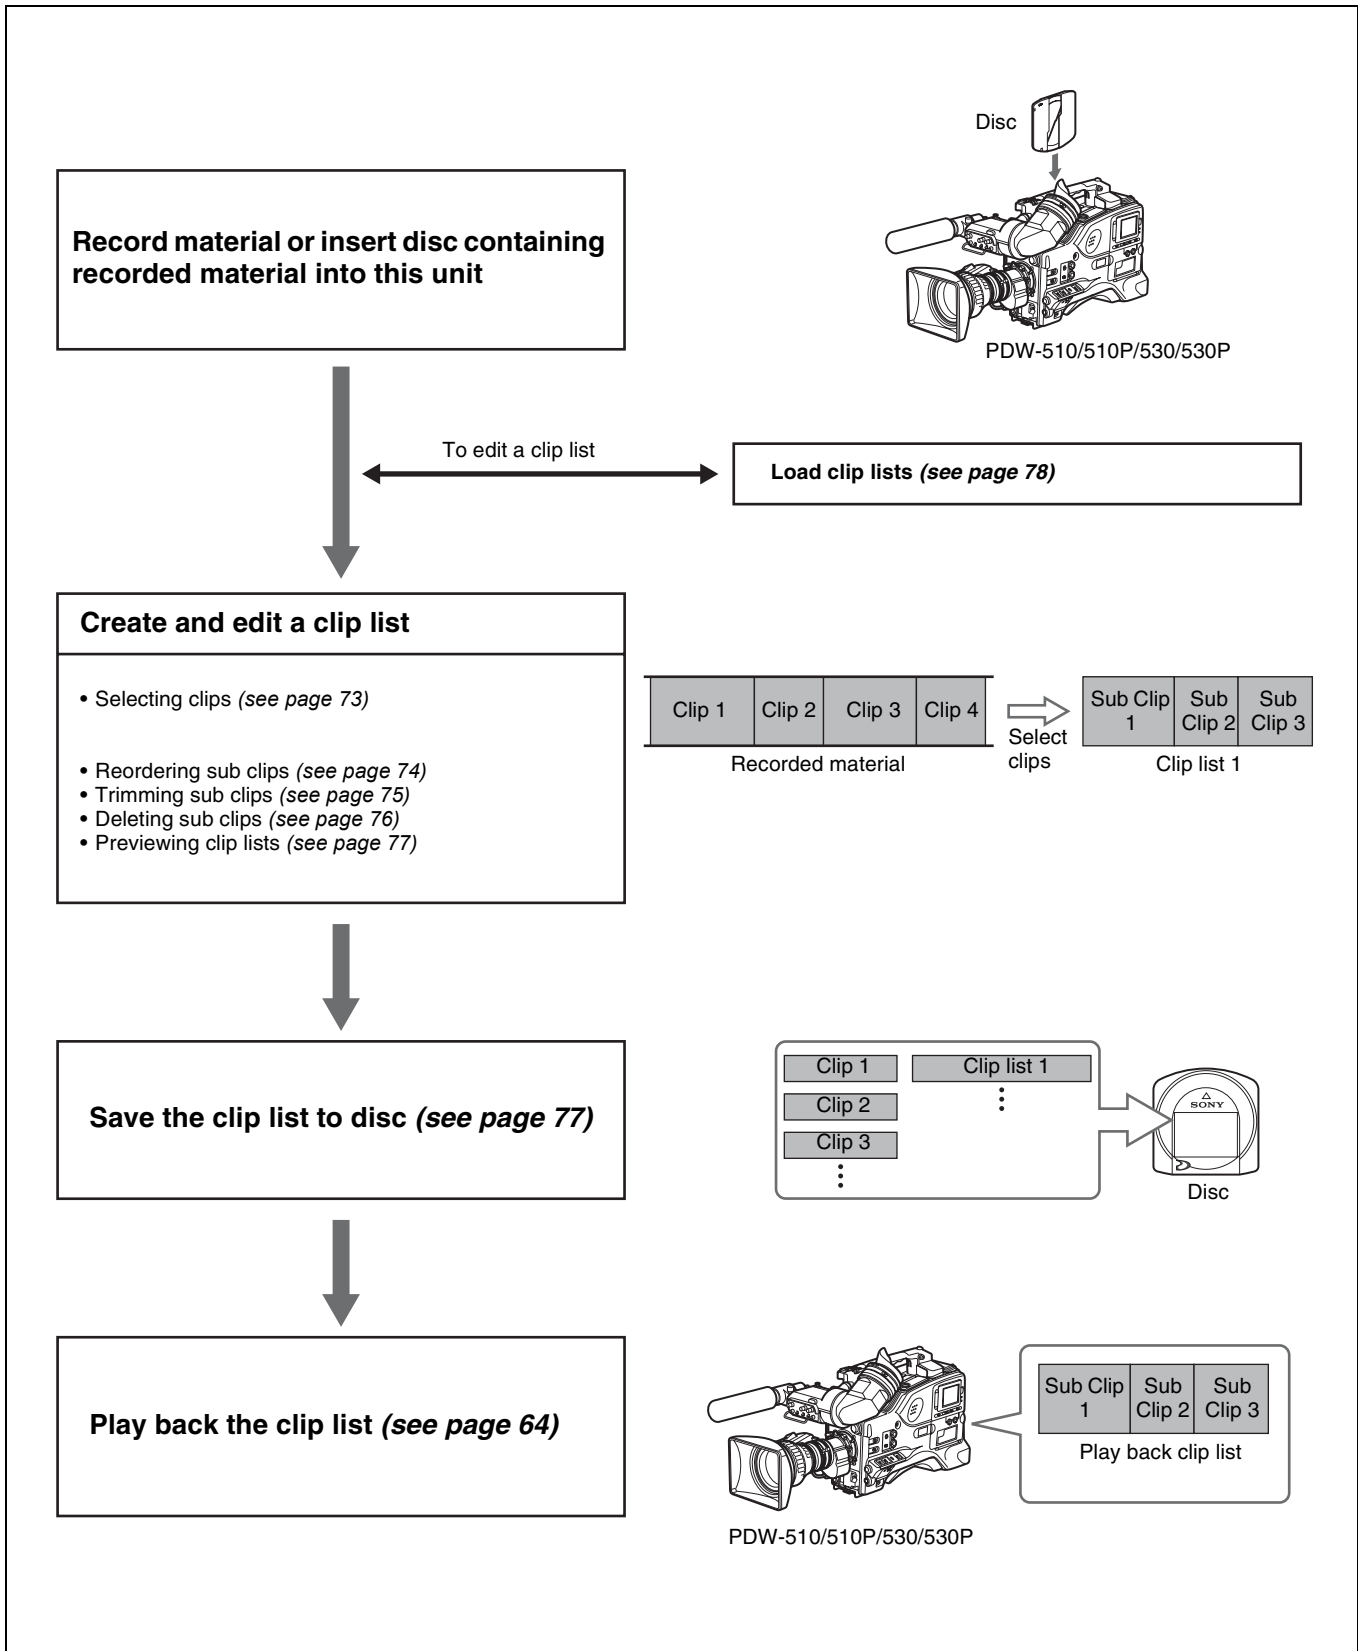 Disc
Record material or insert disc containing
recorded material into this unit
PDW-510/510P/530/530P
To edit a clip list
Load clip lists (see page 78)
Create and edit a clip list
• Selecting clips (see page 73)
• Reordering sub clips (see page 74)
• Trimming sub clips (see page 75)
• Deleting sub clips (see page 76)
• Previewing clip lists (see page 77)
Clip 1
Clip 2
Clip 3
Clip 4
Recorded material
Select
clips
Sub Clip
1
Sub
Clip 2
Sub
Clip 3
Clip list 1
Save the clip list to disc (see page 77)
Clip 1
Clip 2
Clip 3
Clip list 1
SONY
Disc
Play back the clip list (see page 64)
PDW-510/510P/530/530P
Sub Clip
1
Sub
Clip 2
Sub
Clip 3
Play back clip list